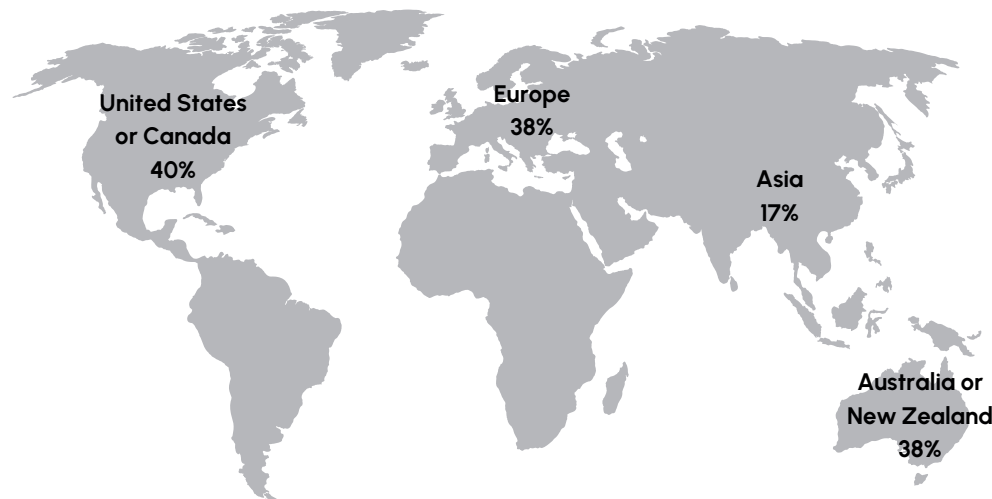 United States
or Canada
40%
Europe
38%
Asia
17%
Australia or
New Zealand
38%